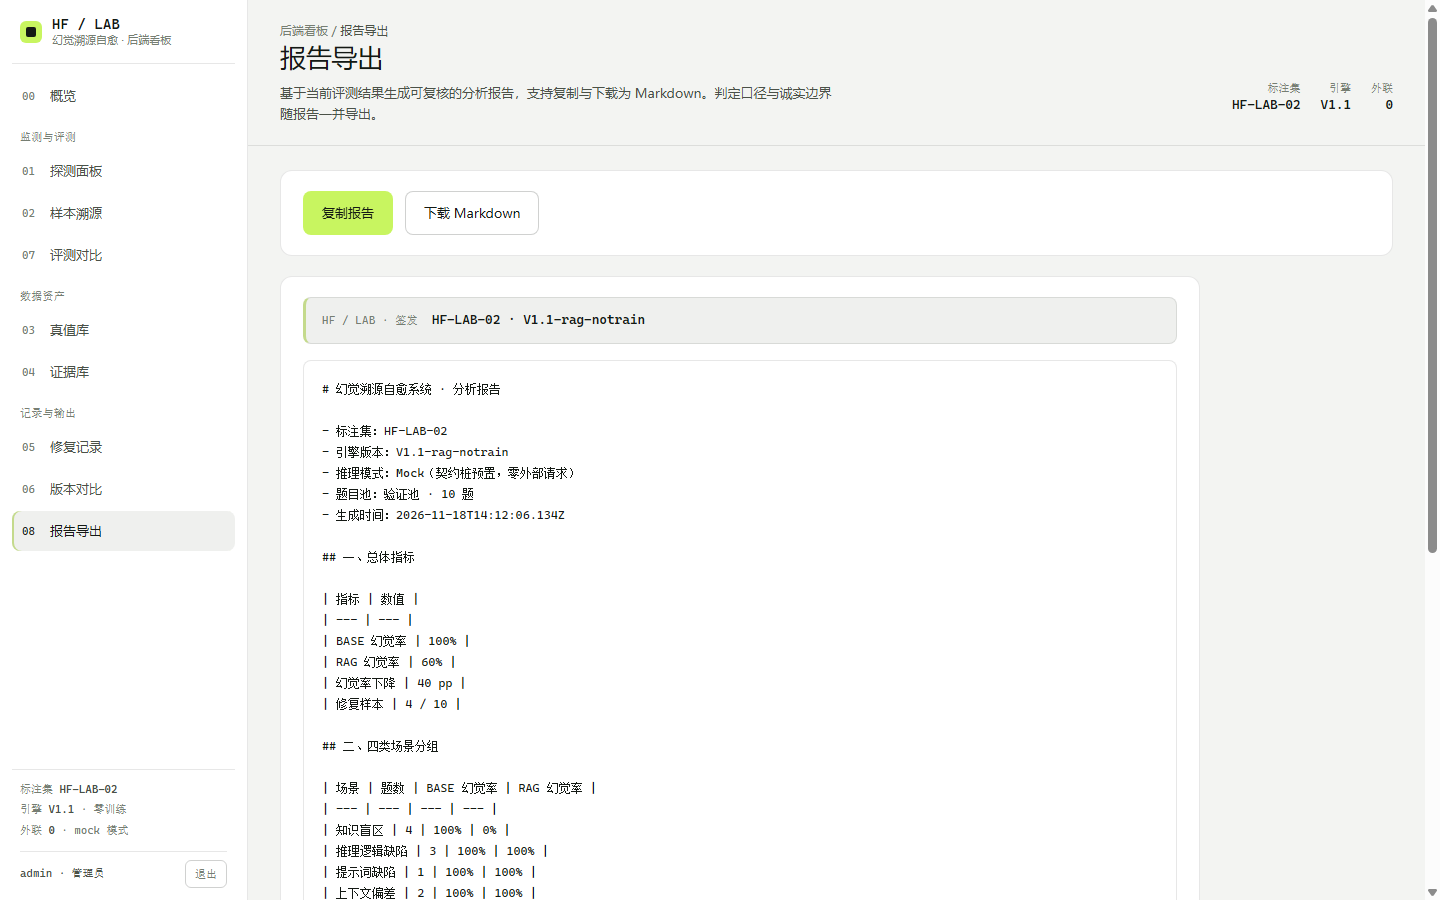 HF / LAB
幻觉溯源自愈 · 后端看板
00 概览
监测与评测
01 探测面板
02 样本溯源
07 评测对比
数据资产
03 真值库
04 证据库
记录与输出
05 修复记录
06 版本对比
08 报告导出
标注集 HF-LAB-02
引擎 V1.1 · 零训练
外联 0 · mock 模式
admin · 管理员
退出
后端看板 / 报告导出
报告导出
基于当前评测结果生成可复核的分析报告，支持复制与下载为 Markdown。判定口径与诚实边界
随报告一并导出。
标注集 引擎 外联
HF-LAB-02 V1.1 0
复制报告 下载 Markdown
HF / LAB · 签发 HF-LAB-02 · V1.1-rag-notrain
# 幻觉溯源自愈系统 · 分析报告
- 标注集: HF-LAB-02
- 引擎版本: V1.1-rag-notrain
- 推理模式: Mock（契约桩预置，零外部请求）
- 题目池: 验证池 · 10 题
- 生成时间: 2026-11-18T14:12:06.134Z
## 一、总体指标
| 指标 | 数值 |
| --- | --- |
| BASE 幻觉率 | 100% |
| RAG 幻觉率 | 60% |
| 幻觉率下降 | 40 pp |
| 修复样本 | 4 / 10 |
## 二、四类场景分组
| 场景 | 题数 | BASE 幻觉率 | RAG 幻觉率 |
| --- | --- | --- | --- |
| 知识盲区 | 4 | 100% | 0% |
| 推理逻辑缺陷 | 3 | 100% | 100% |
| 提示词缺陷 | 1 | 100% | 100% |
| 上下文偏差 | 2 | 100% | 100% |